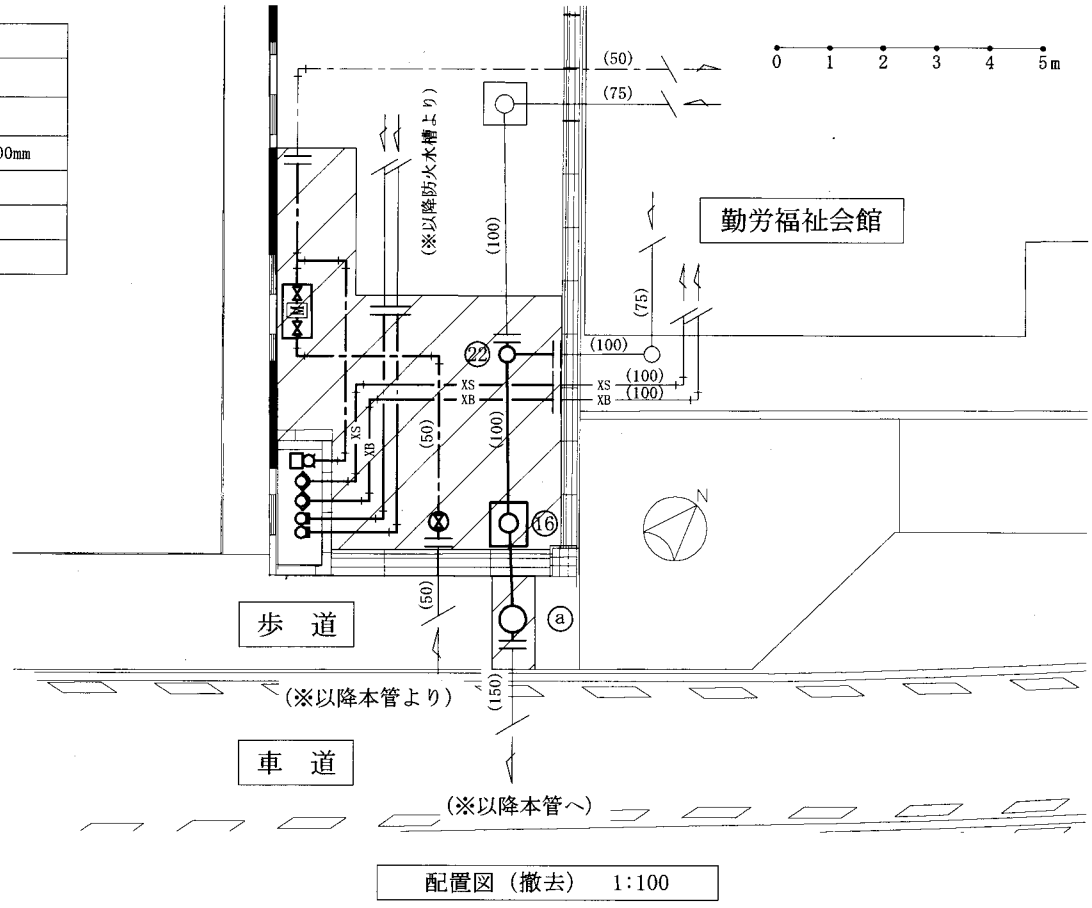 00mm
(50)
(75)
0 1 2 3 4 5m
(※以降防火水槽より)
(100)
勤労福祉会館
(75)
M
22
(100)
XS XS (100)
XB XB (100)
XS
XB
(50)
(100)
N
16
(50)
歩 道
a
(※以降本管より)
(150)
車 道
(※以降本管へ)
配置図(撤去) 1:100